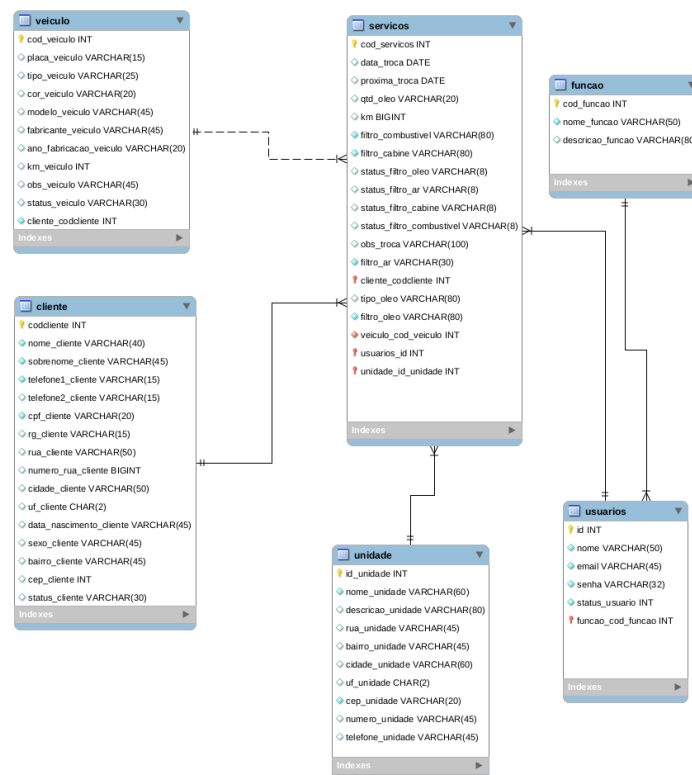 veiculo
cod_veiculo INT
placa_veiculo VARCHAR(15)
tipo_veiculo VARCHAR(25)
cor_veiculo VARCHAR(20)
modelo_veiculo VARCHAR(45)
fabricante_veiculo VARCHAR(45)
ano_fabricacao_veiculo VARCHAR(20)
km_veiculo INT
obs_veiculo VARCHAR(45)
status_veiculo VARCHAR(30)
cliente_codcliente INT
Indexes
servicos
cod_servicos INT
data_troca DATE
proxima_troca DATE
qtd_oleo VARCHAR(20)
km BIGINT
filtro_combustivel VARCHAR(80)
filtro_cabine VARCHAR(80)
status_filtro_oleo VARCHAR(8)
status_filtro_ar VARCHAR(8)
status_filtro_cabine VARCHAR(8)
status_filtro_combustivel VARCHAR(8)
obs_troca VARCHAR(100)
filtro_ar VARCHAR(30)
cliente_codcliente INT
tipo_oleo VARCHAR(80)
filtro_oleo VARCHAR(80)
veiculo_cod_veiculo INT
usuarios_id INT
unidade_id_unidade INT
Indexes
funcao
cod_funcao INT
nome_funcao VARCHAR(50)
descricao_funcao VARCHAR(80
Indexes
cliente
codcliente INT
nome_cliente VARCHAR(40)
sobrenome_cliente VARCHAR(45)
telefone1_cliente VARCHAR(15)
telefone2_cliente VARCHAR(15)
cpf_cliente VARCHAR(20)
rg_cliente VARCHAR(15)
rua_cliente VARCHAR(50)
numero_rua_cliente BIGINT
cidade_cliente VARCHAR(50)
uf_cliente CHAR(2)
data_nascimento_cliente VARCHAR(45)
sexo_cliente VARCHAR(45)
bairro_cliente VARCHAR(45)
cep_cliente INT
status_cliente VARCHAR(30)
Indexes
unidade
id_unidade INT
nome_unidade VARCHAR(60)
descricao_unidade VARCHAR(80)
rua_unidade VARCHAR(45)
bairro_unidade VARCHAR(45)
cidade_unidade VARCHAR(60)
uf_unidade CHAR(2)
cep_unidade VARCHAR(20)
numero_unidade VARCHAR(45)
telefone_unidade VARCHAR(45)
Indexes
usuarios
id INT
nome VARCHAR(50)
email VARCHAR(45)
senha VARCHAR(32)
status_usuario INT
funcao_cod_funcao INT
Indexes